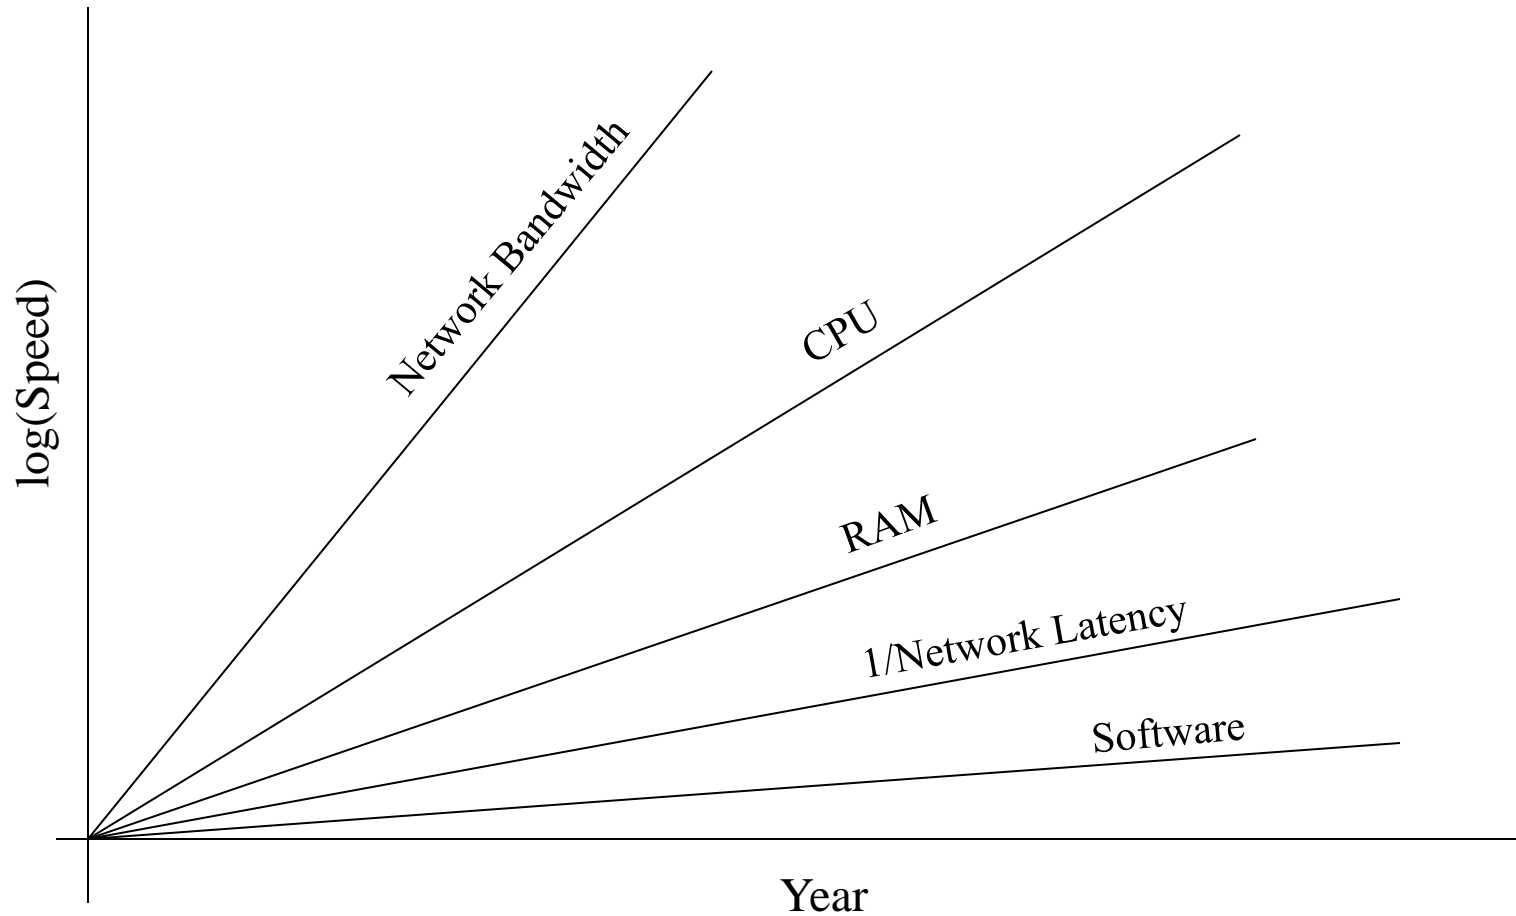 Network Bandwidth
CPU
log(Speed)
RAM
1/Network Latency
Software
Year